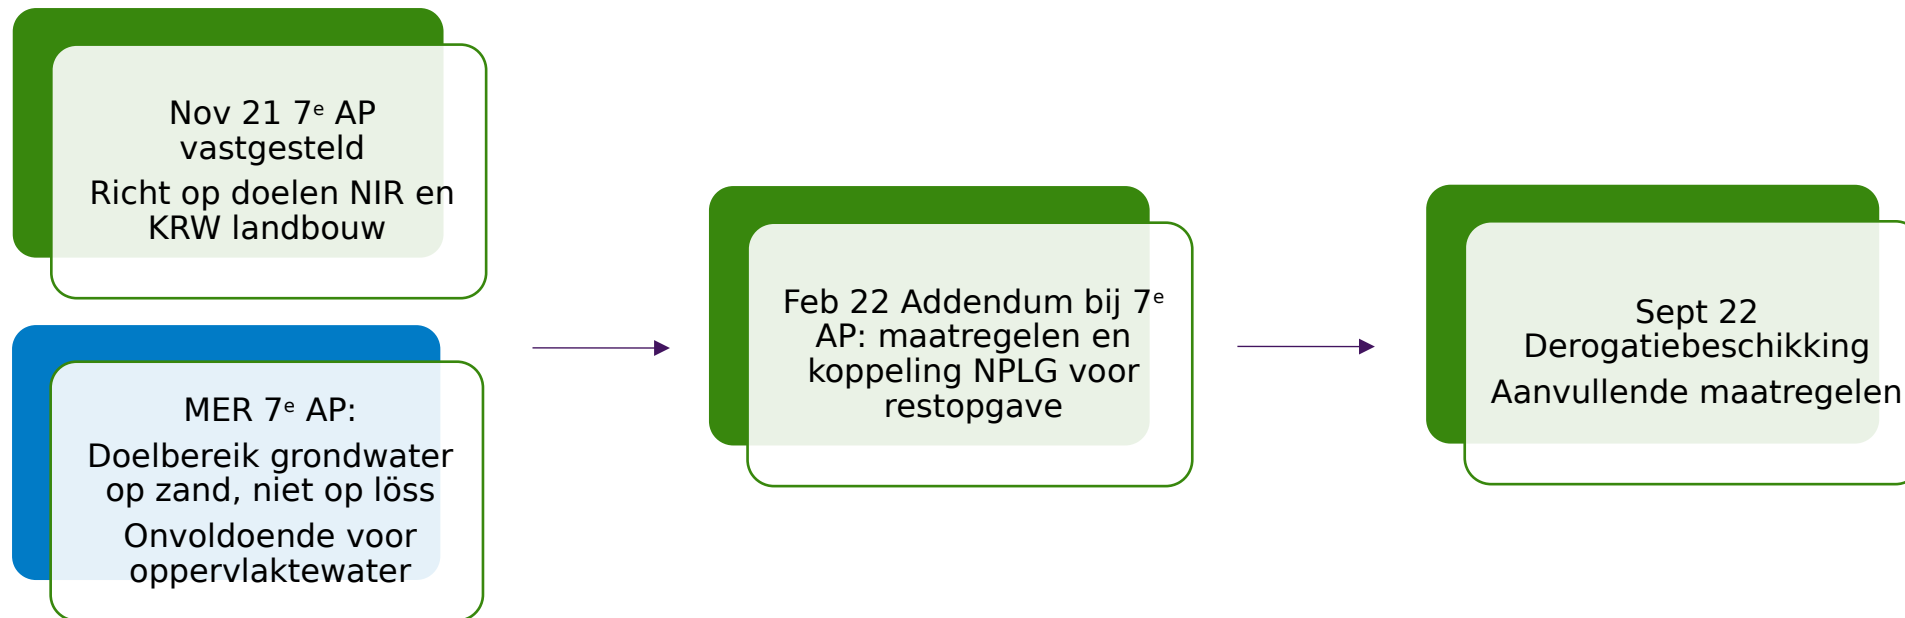 Nov 21 7ᵉ AP
vastgesteld
Richt op doelen NIR en
KRW landbouw
MER 7ᵉ AP:
Doelbereik grondwater
op zand, niet op löss
Onvoldoende voor
oppervlaktewater
Feb 22 Addendum bij 7ᵉ
AP: maatregelen en
koppeling NPLG voor
restopgave
Sept 22
Derogatiebeschikking
Aanvullende maatregelen